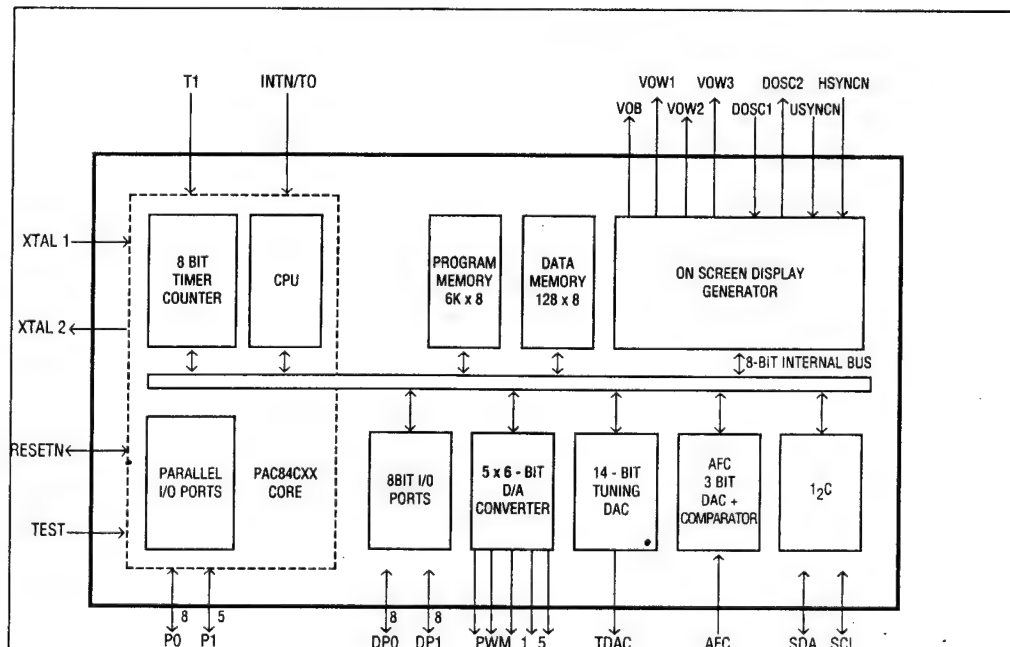 T1 INTN/TO
VOB VOW1 VOW2 VOW3 DOSC1 DOSC2 USYNCN HSYNCN
XTAL 1
XTAL 2
RESETN
TEST
8 BIT
TIMER
COUNTER
CPU
PROGRAM
MEMORY
6K x 8
DATA
MEMORY
128 x 8
ON SCREEN DISPLAY
GENERATOR
8-BIT INTERNAL BUS
PARALLEL
I/O PORTS
PAC84CXX
CORE
8BIT I/O
PORTS
5 x 6 - BIT
D/A
CONVERTER
14 - BIT
TUNING
DAC
AFC
3 BIT
DAC +
COMPARATOR
12C
8 5 8 8
P0 P1 DP0 DP1 PWM 1 5 TDAC AFC SDA SCL